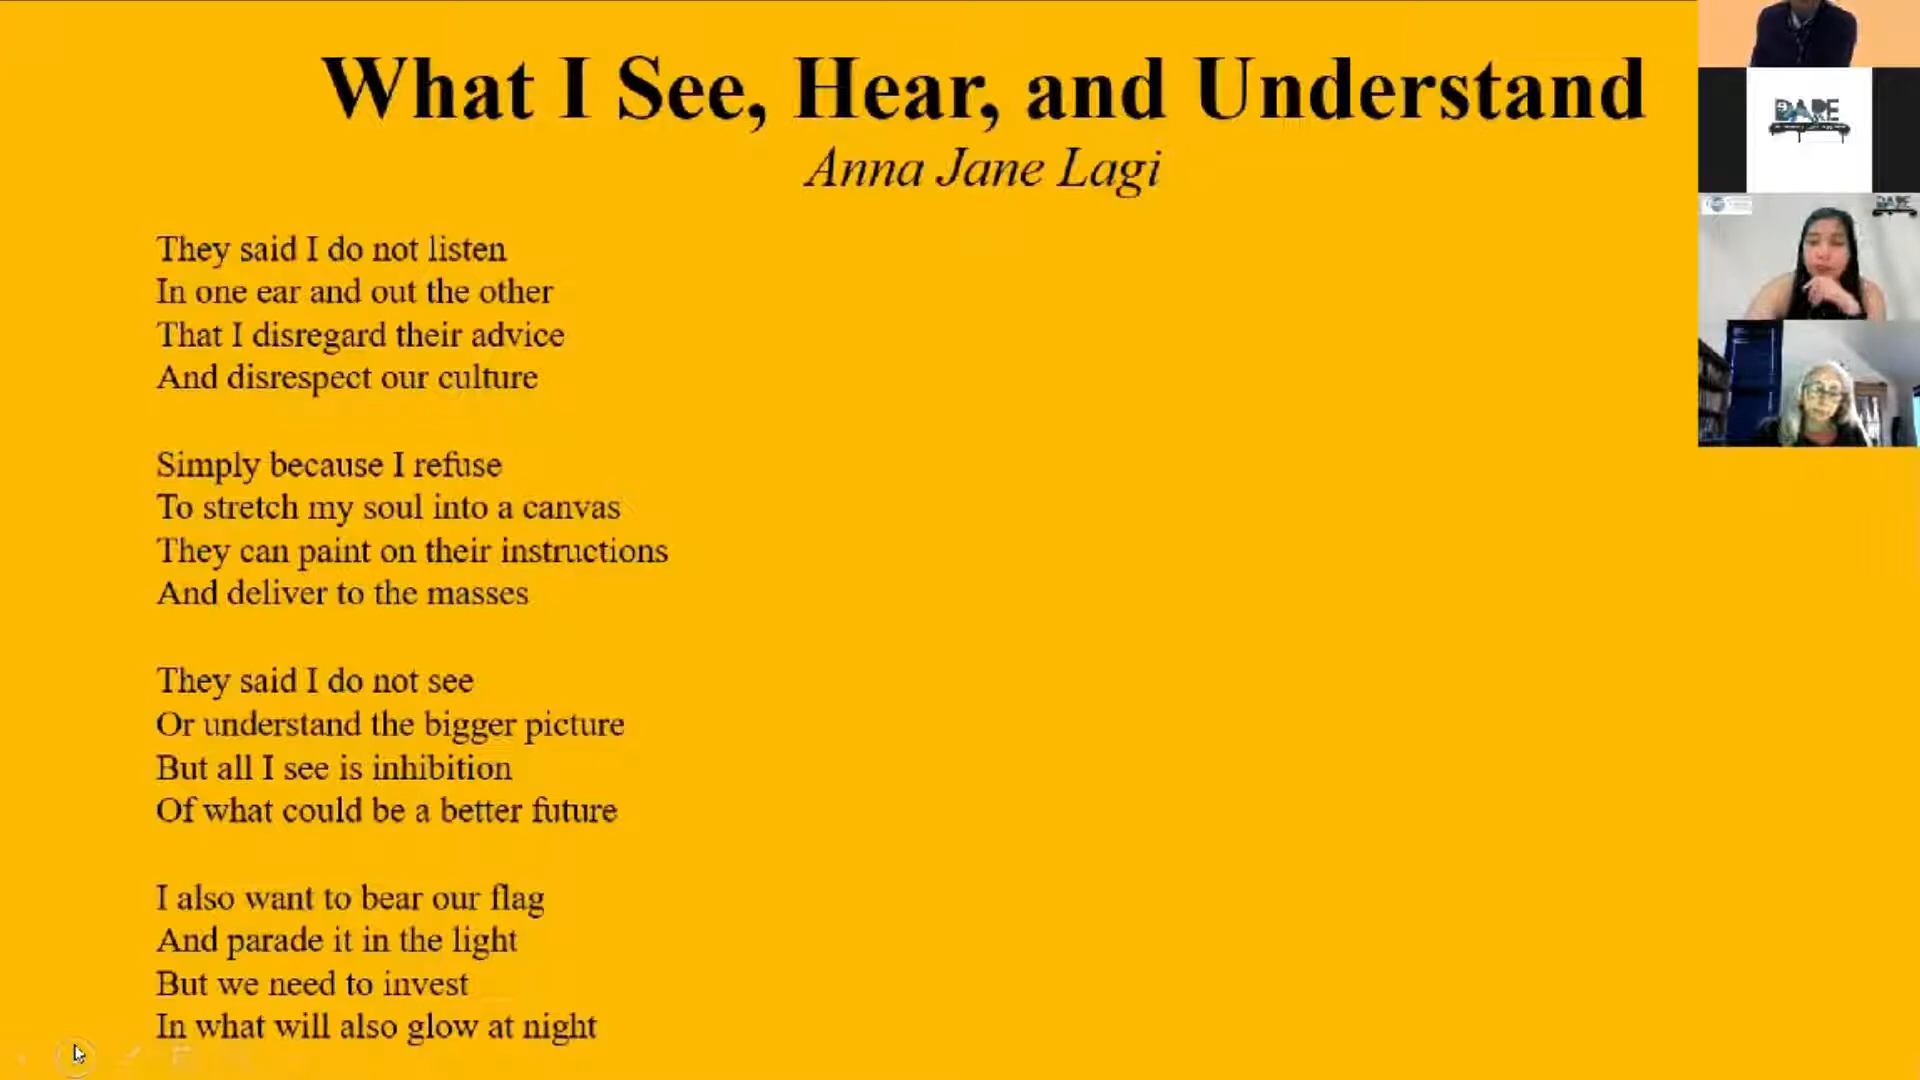 What I See, Hear, and Understand
Anna Jane Lagi
They said I do not listen
In one ear and out the other
That I disregard their advice
And disrespect our culture
Simply because I refuse
To stretch my soul into a canvas
They can paint on their instructions
And deliver to the masses
They said I do not see
Or understand the bigger picture
But all I see is inhibition
Of what could be a better future
I also want to bear our flag
And parade it in the light
But we need to invest
In what will also glow at night
DARE
DARE